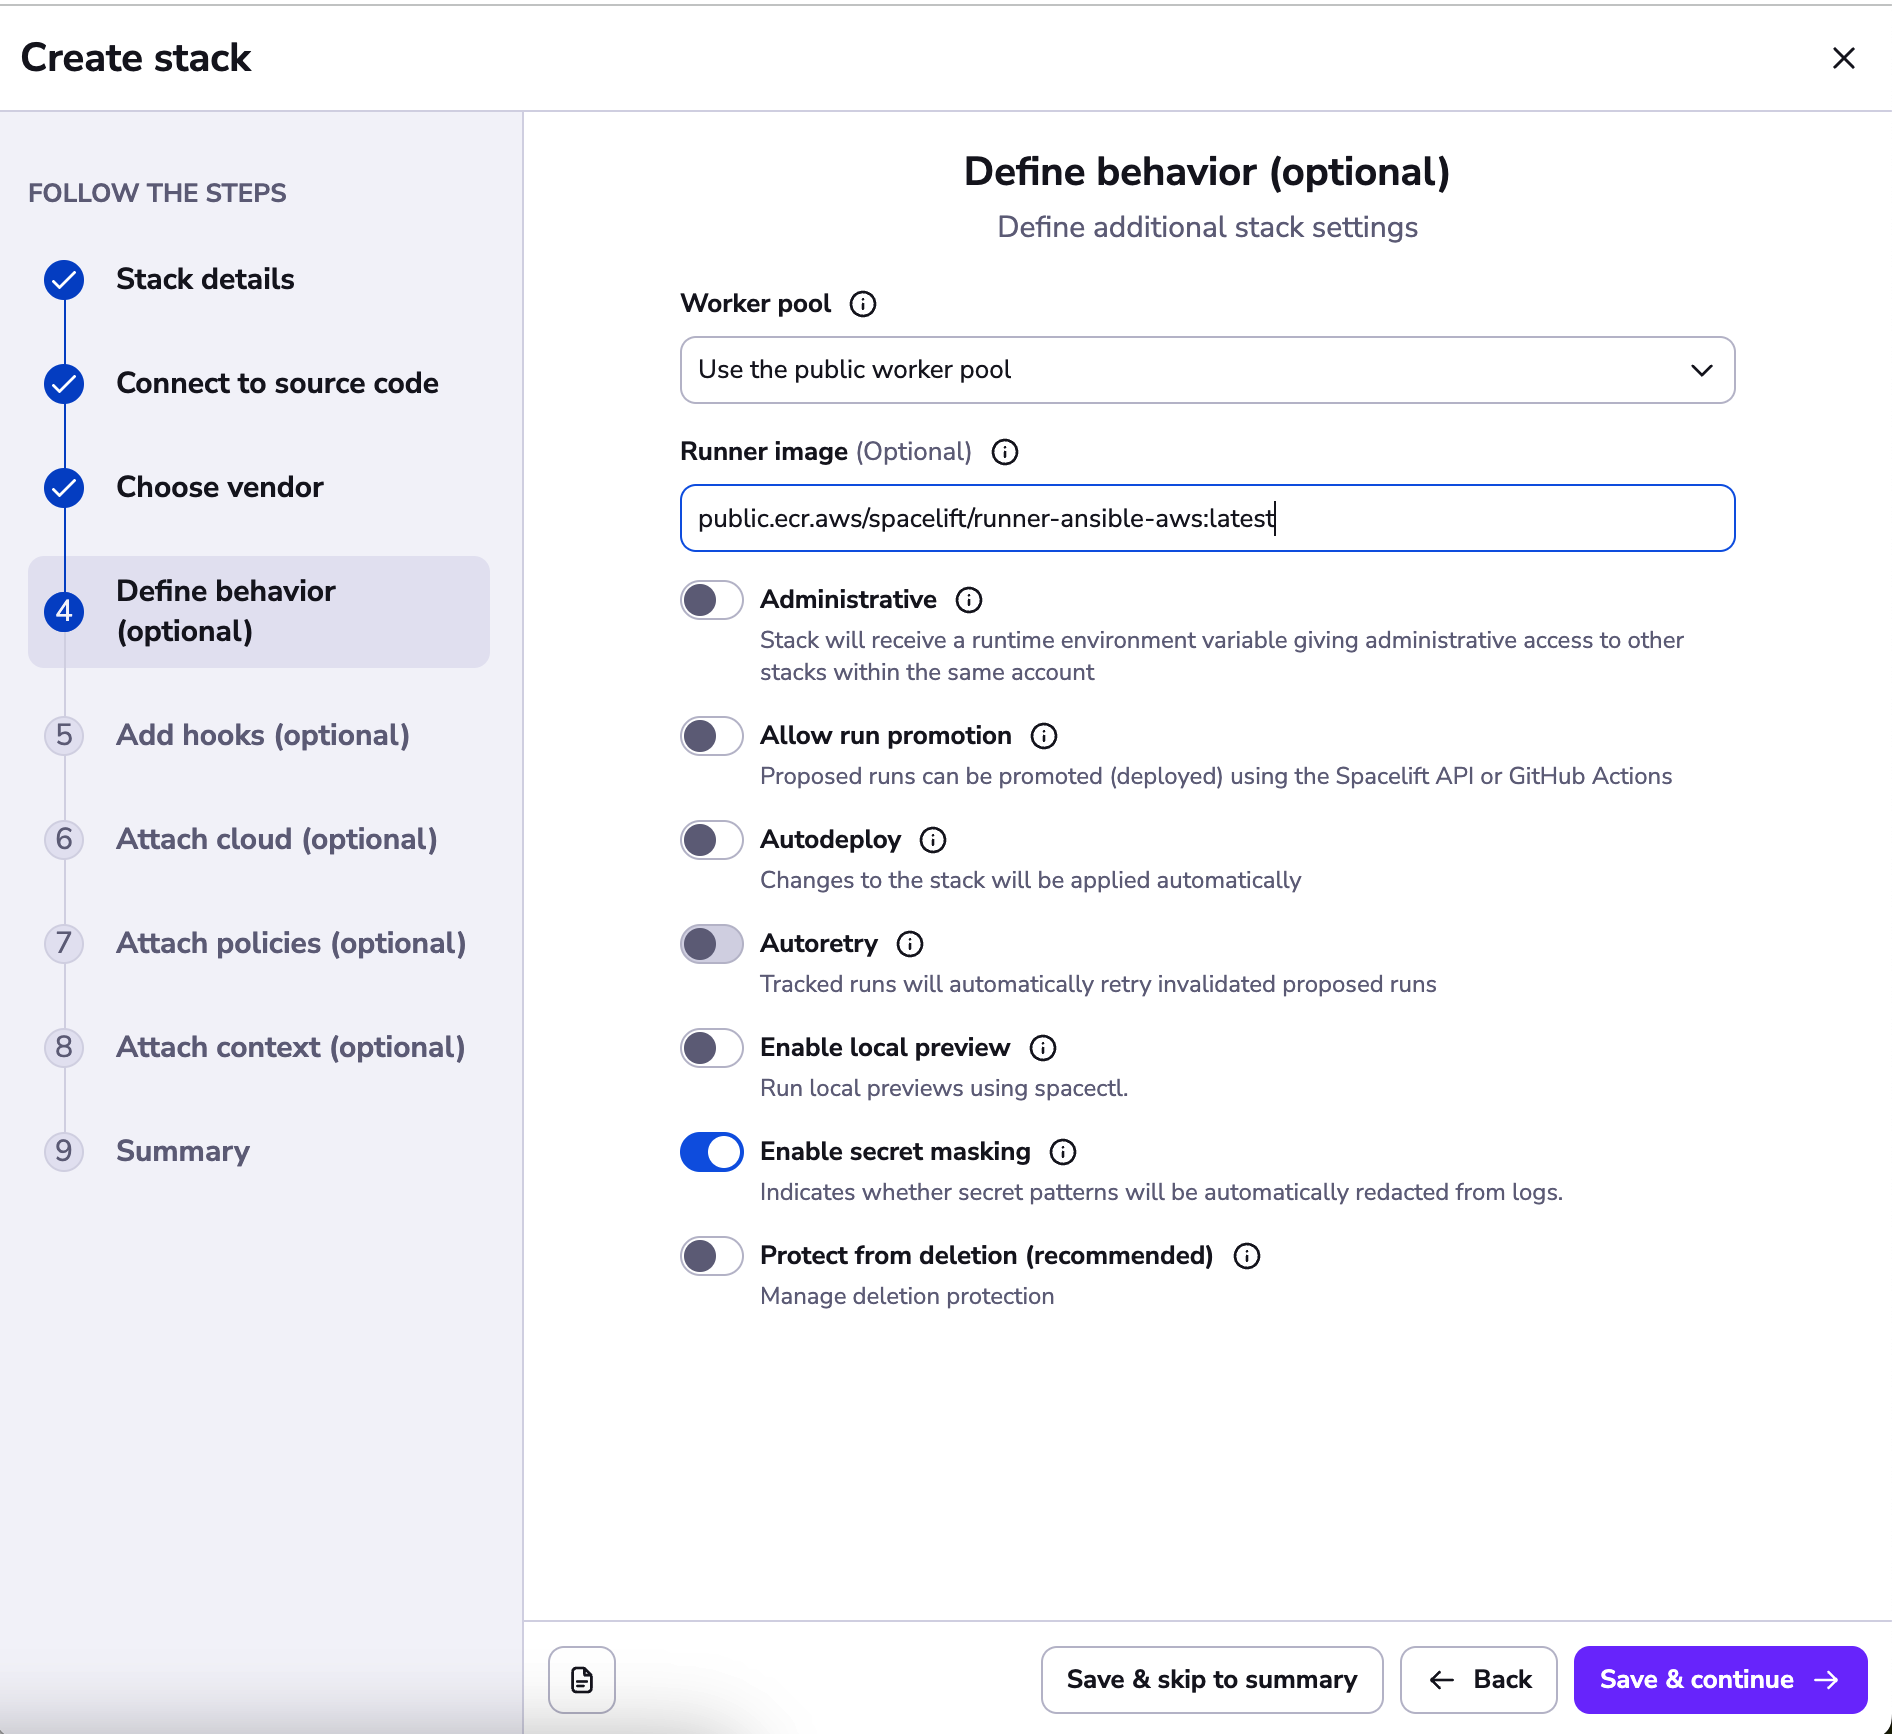 Create stack
FOLLOW THE STEPS
Stack details
Connect to source code
Choose vendor
4
Define behavior
(optional)
5
Add hooks (optional)
6
Attach cloud (optional)
7
Attach policies (optional)
8
Attach context (optional)
9
Summary
Define behavior (optional)
Define additional stack settings
Worker pool
Use the public worker pool
Runner image (Optional)
public.ecr.aws/spacelift/runner-ansible-aws:latest
Administrative
Stack will receive a runtime environment variable giving administrative access to other
stacks within the same account
Allow run promotion
Proposed runs can be promoted (deployed) using the Spacelift API or GitHub Actions
Autodeploy
Changes to the stack will be applied automatically
Autoretry
Tracked runs will automatically retry invalidated proposed runs
Enable local preview
Run local previews using spacectl.
Enable secret masking
Indicates whether secret patterns will be automatically redacted from logs.
Protect from deletion (recommended)
Manage deletion protection
Save & skip to summary
Back
Save & continue